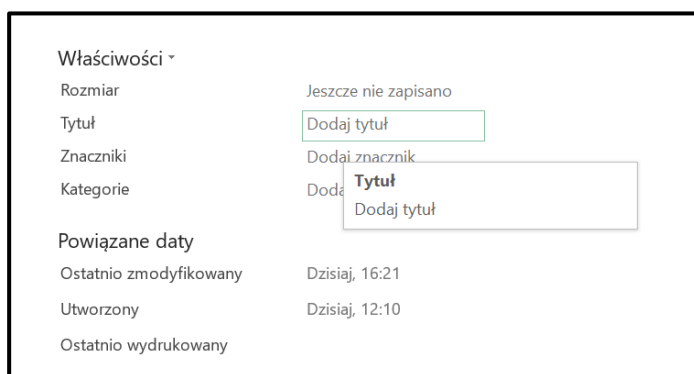 Właściwości
Rozmiar Jeszcze nie zapisano
Tytuł Dodaj tytuł
Znaczniki Dodaj znacznik
Kategorie
Tytuł
Dodaj tytuł
Powiązane daty
Ostatnio zmodyfikowany Dzisiaj, 16:21
Utworzony Dzisiaj, 12:10
Ostatnio wydrukowany